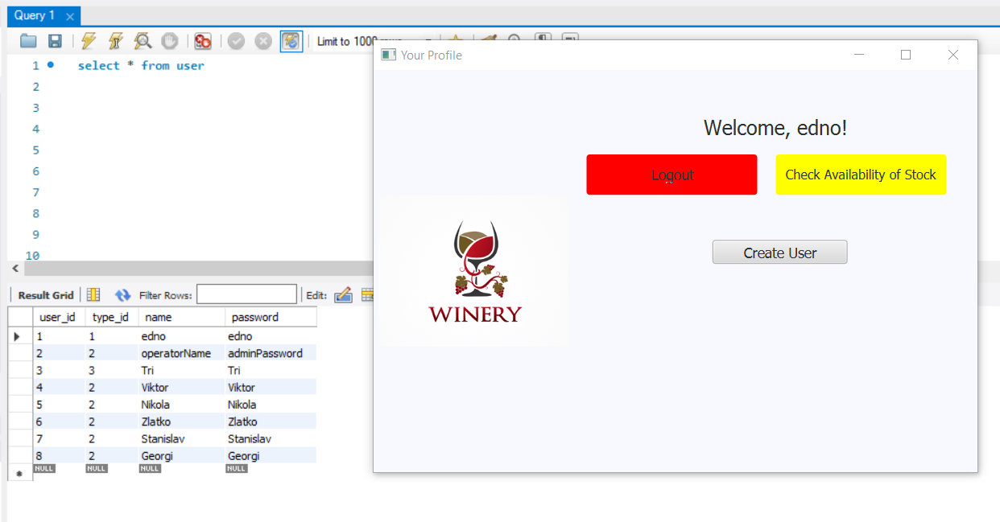 Query 1
Limit to 1000 rows
1 select * from user
2
3
4
5
6
7
8
9
10
Result Grid Filter Rows: Edit:
user_id type_id name password
1 1 edno edno
2 2 operatorName adminPassword
3 3 Tri Tri
4 2 Viktor Viktor
5 2 Nikola Nikola
6 2 Zlatko Zlatko
7 2 Stanislav Stanislav
8 2 Georgi Georgi
NULL NULL NULL NULL
Your Profile
Welcome, edno!
Logout Check Availability of Stock
Create User
WINERY